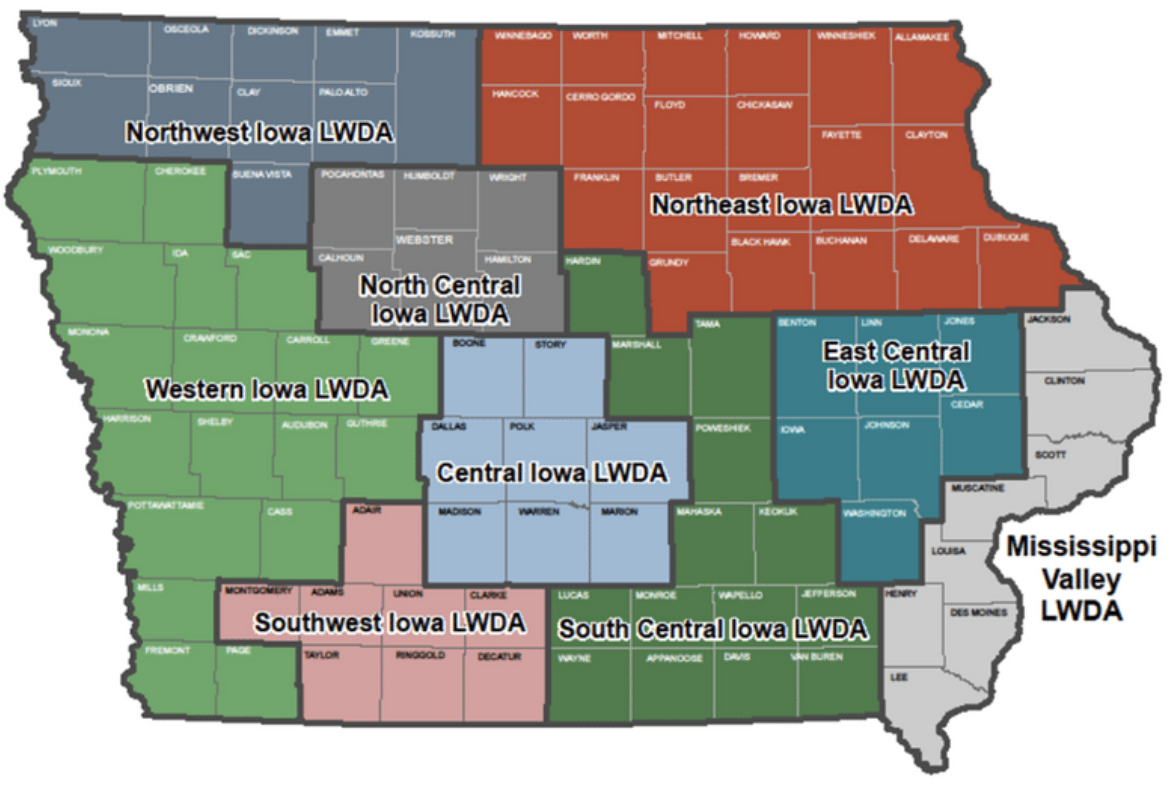 LYON
OSCEOLA
DICKINSON
EMMET
KOSSUTH
WINNEBAGO
WORTH
MITCHELL
HOWARD
WINNESHIEK
ALLAMAKEE
SIOUX
OBRIEN
CLAY
PALO ALTO
HANCOCK
CERRO GORDO
FLOYD
CHICKASAW
Northwest Iowa LWDA
FAYETTE
CLAYTON
PLYMOUTH
CHEROKEE
BUENA VISTA
POCAHONTAS
HUMBOLDT
WRIGHT
FRANKLIN
BUTLER
BREMER
Northeast Iowa LWDA
WOODBURY
IDA
SAC
CALHOUN
WEBSTER
HAMILTON
HARDIN
GRUNDY
BLACK HAWK
BUCHANAN
DELAWARE
DUBUQUE
North Central
Iowa LWDA
MONONA
CRAWFORD
CARROLL
GREENE
BOONE
STORY
MARSHALL
TAMA
BENTON
LINN
JONES
JACKSON
East Central
Iowa LWDA
Western Iowa LWDA
CLINTON
CEDAR
HARRISON
SHELBY
AUDUBON
GUTHRIE
DALLAS
POLK
JASPER
POWESHIEK
IOWA
JOHNSON
SCOTT
Central Iowa LWDA
MUSCATINE
POTTAWATTAMIE
CASS
ADAIR
MADISON
WARREN
MARION
MAHASKA
KEOKUK
WASHINGTON
LOUISA
Mississippi
Valley
LWDA
MILLS
MONTGOMERY
ADAMS
UNION
CLARKE
LUCAS
MONROE
WAPELLO
JEFFERSON
HENRY
DES MOINES
Southwest Iowa LWDA
South Central Iowa LWDA
FREMONT
PAGE
TAYLOR
RINGGOLD
DECATUR
WAYNE
APPANOOSE
DAVIS
VAN BUREN
LEE